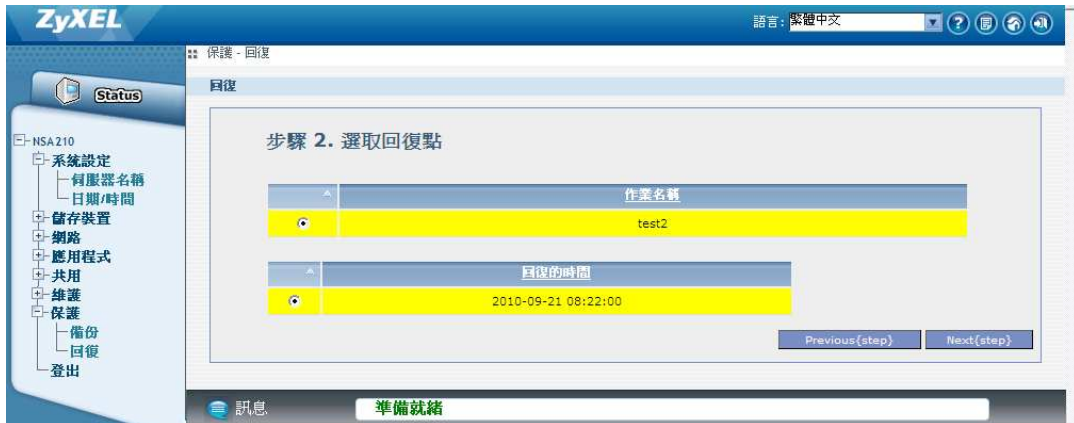 ZyXEL
語言: 繁體中文
保護 - 回復
Status
回復
NSA210
系統設定
伺服器名稱
日期/時間
儲存裝置
網路
應用程式
共用
維護
保護
備份
回復
登出
步驟 2. 選取回復點
作業名稱
test2
回復的時間
2010-09-21 08:22:00
Previous{step} Next{step}
訊息 準備就緒